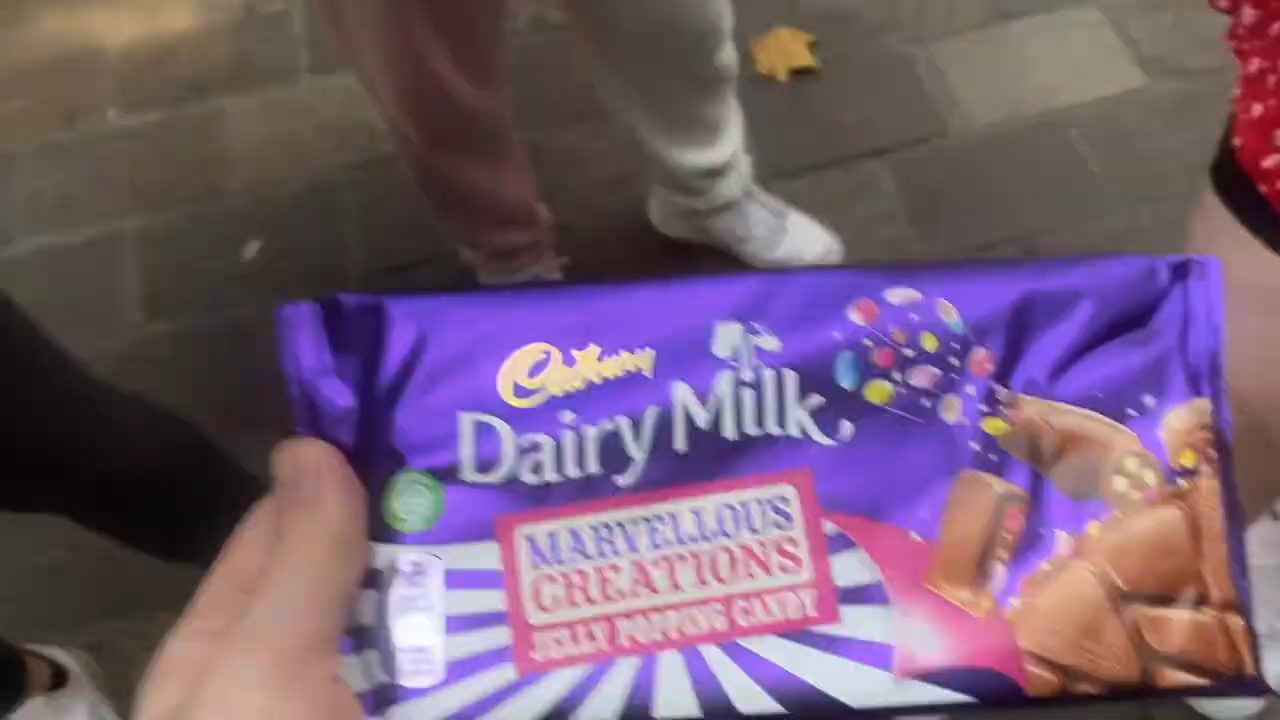 Cadbury
Dairy Milk
MARVELLOUS
CREATIONS
JELLY POPPING CANDY